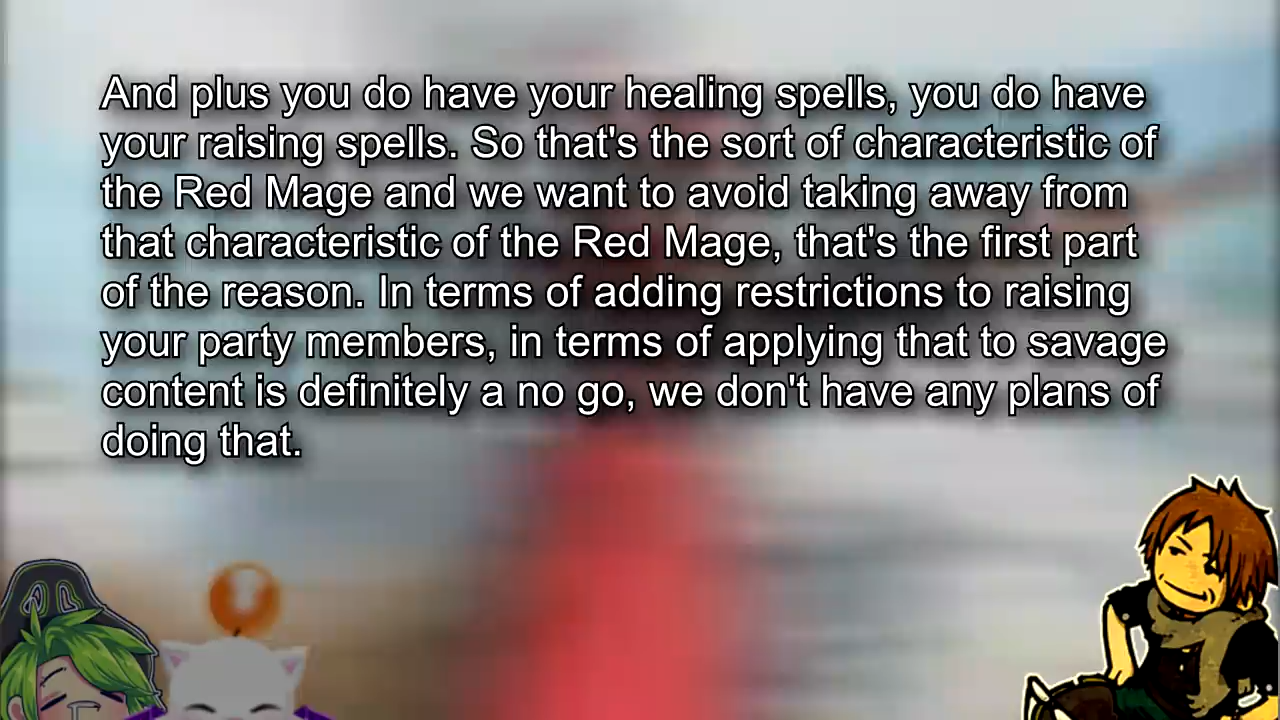 And plus you do have your healing spells, you do have
your raising spells. So that's the sort of characteristic of
the Red Mage and we want to avoid taking away from
that characteristic of the Red Mage, that's the first part
of the reason. In terms of adding restrictions to raising
your party members, in terms of applying that to savage
content is definitely a no go, we don't have any plans of
doing that.